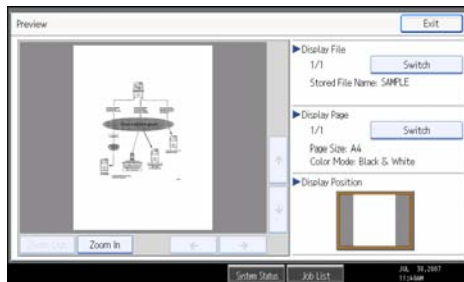 Preview
Exit
Display File
1/1
Switch
Stored File Name: SAMPLE
Display Page
1/1
Switch
Page Size: A4
Color Mode: Black & White
Display Position
Zoom Out
Zoom In
System Status
Job List
JUL 30,2007
11:40AM